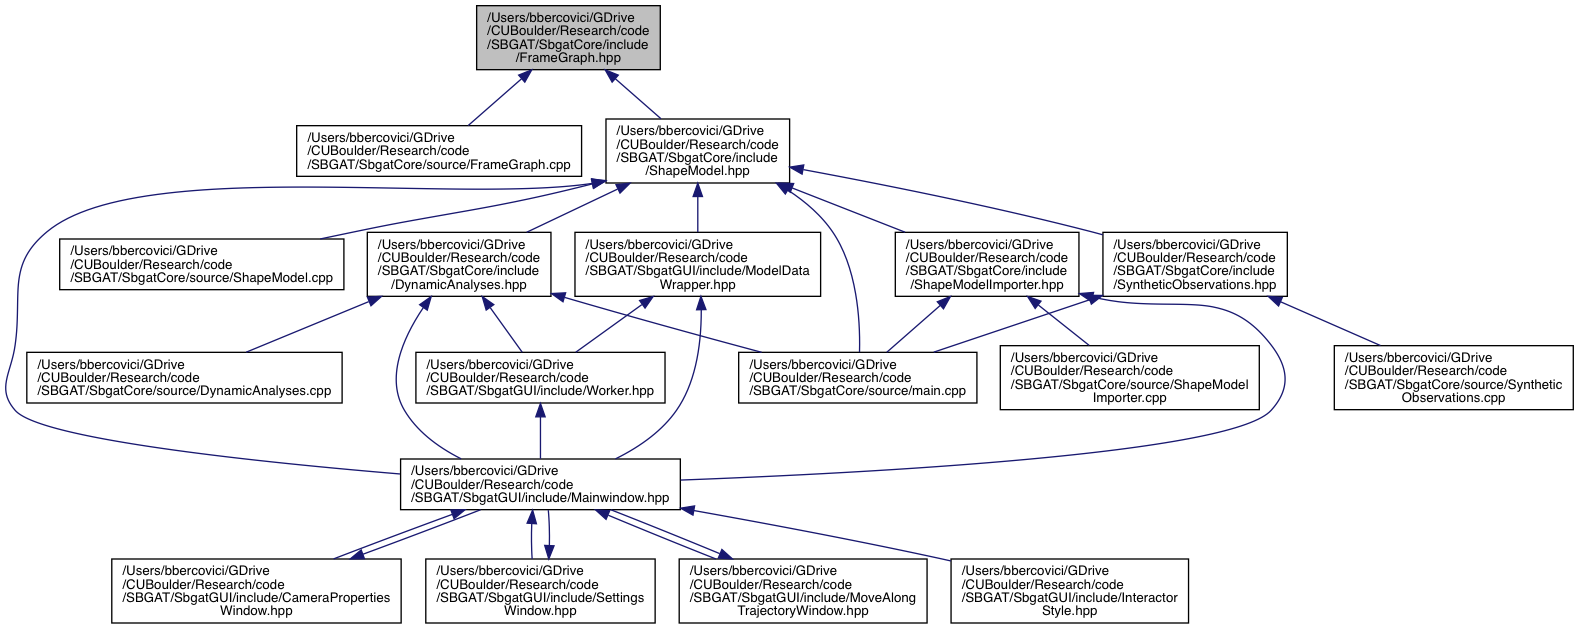 /Users/bbercovici/GDrive
/CUBoulder/Research/code
/SBGAT/SbgatCore/include
/FrameGraph.hpp
/Users/bbercovici/GDrive
/CUBoulder/Research/code
/SBGAT/SbgatCore/source/FrameGraph.cpp
/Users/bbercovici/GDrive
/CUBoulder/Research/code
/SBGAT/SbgatCore/include
/ShapeModel.hpp
/Users/bbercovici/GDrive
/CUBoulder/Research/code
/SBGAT/SbgatCore/source/ShapeModel.cpp
/Users/bbercovici/GDrive
/CUBoulder/Research/code
/SBGAT/SbgatCore/include
/DynamicAnalyses.hpp
/Users/bbercovici/GDrive
/CUBoulder/Research/code
/SBGAT/SbgatGUI/include/ModelData
Wrapper.hpp
/Users/bbercovici/GDrive
/CUBoulder/Research/code
/SBGAT/SbgatCore/include
/ShapeModelImporter.hpp
/Users/bbercovici/GDrive
/CUBoulder/Research/code
/SBGAT/SbgatCore/include
/SyntheticObservations.hpp
/Users/bbercovici/GDrive
/CUBoulder/Research/code
/SBGAT/SbgatCore/source/DynamicAnalyses.cpp
/Users/bbercovici/GDrive
/CUBoulder/Research/code
/SBGAT/SbgatGUI/include/Worker.hpp
/Users/bbercovici/GDrive
/CUBoulder/Research/code
/SBGAT/SbgatCore/source/main.cpp
/Users/bbercovici/GDrive
/CUBoulder/Research/code
/SBGAT/SbgatCore/source/ShapeModel
Importer.cpp
/Users/bbercovici/GDrive
/CUBoulder/Research/code
/SBGAT/SbgatCore/source/Synthetic
Observations.cpp
/Users/bbercovici/GDrive
/CUBoulder/Research/code
/SBGAT/SbgatGUI/include/Mainwindow.hpp
/Users/bbercovici/GDrive
/CUBoulder/Research/code
/SBGAT/SbgatGUI/include/CameraProperties
Window.hpp
/Users/bbercovici/GDrive
/CUBoulder/Research/code
/SBGAT/SbgatGUI/include/Settings
Window.hpp
/Users/bbercovici/GDrive
/CUBoulder/Research/code
/SBGAT/SbgatGUI/include/MoveAlong
TrajectoryWindow.hpp
/Users/bbercovici/GDrive
/CUBoulder/Research/code
/SBGAT/SbgatGUI/include/Interactor
Style.hpp